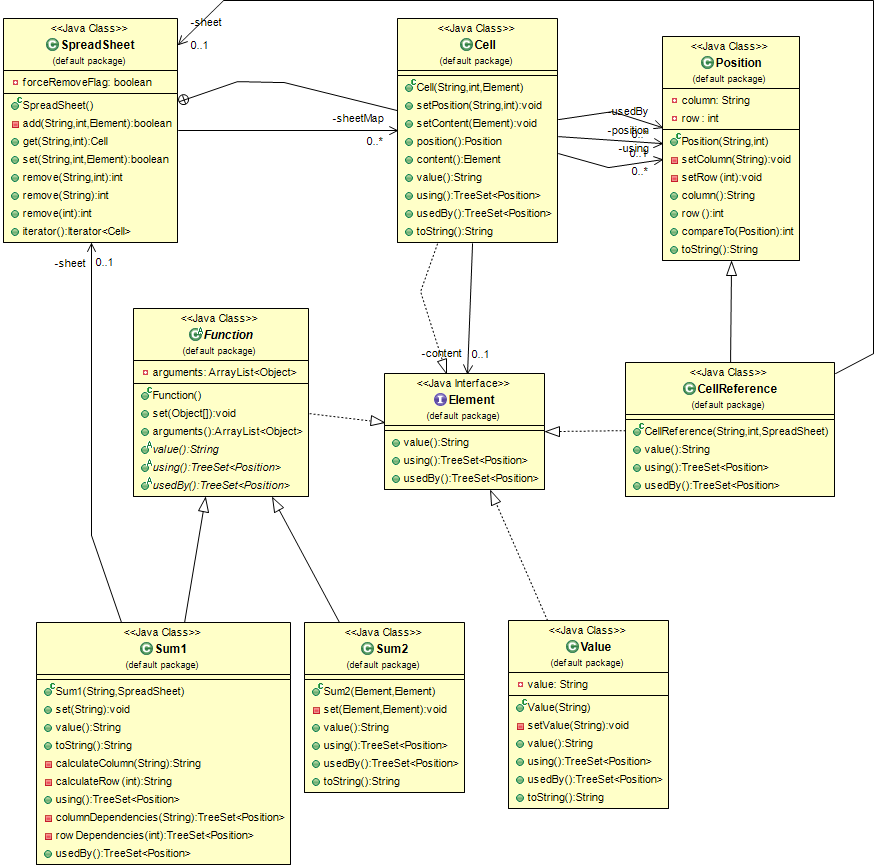 <<Java Class>>
SpreadSheet
(default package)
forceRemoveFlag: boolean
SpreadSheet()
add(String,int,Element):boolean
get(String,int):Cell
set(String,int,Element):boolean
remove(String,int):int
remove(String):int
remove(int):int
iterator():Iterator<Cell>
-sheet
0..1
-sheetMap
0..*
<<Java Class>>
Cell
(default package)
Cell(String,int,Element)
setPosition(String,int):void
setContent(Element):void
position():Position
content():Element
value():String
using():TreeSet<Position>
usedBy():TreeSet<Position>
toString():String
-usedBy
0..*
-position
0..1
-using
0..*
<<Java Class>>
Position
(default package)
column: String
row: int
Position(String,int)
setColumn(String):void
setRow(int):void
column():String
row():int
compareTo(Position):int
toString():String
-sheet
0..1
<<Java Class>>
Function
(default package)
arguments: ArrayList<Object>
Function()
set(Object[]):void
arguments():ArrayList<Object>
value():String
using():TreeSet<Position>
usedBy():TreeSet<Position>
-content
0..1
<<Java Interface>>
Element
(default package)
value():String
using():TreeSet<Position>
usedBy():TreeSet<Position>
<<Java Class>>
CellReference
(default package)
CellReference(String,int,SpreadSheet)
value():String
using():TreeSet<Position>
usedBy():TreeSet<Position>
<<Java Class>>
Sum1
(default package)
Sum1(String,SpreadSheet)
set(String):void
value():String
toString():String
calculateColumn(String):String
calculateRow(int):String
using():TreeSet<Position>
columnDependencies(String):TreeSet<Position>
rowDependencies(int):TreeSet<Position>
usedBy():TreeSet<Position>
<<Java Class>>
Sum2
(default package)
Sum2(Element,Element)
set(Element,Element):void
value():String
using():TreeSet<Position>
usedBy():TreeSet<Position>
toString():String
<<Java Class>>
Value
(default package)
value: String
Value(String)
setValue(String):void
value():String
using():TreeSet<Position>
usedBy():TreeSet<Position>
toString():String